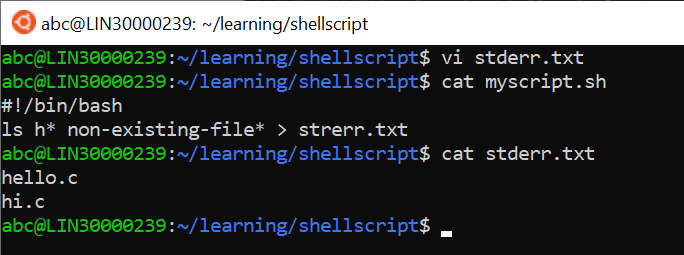 abc@LIN30000239: ~/learning/shellscript
abc@LIN30000239:~/learning/shellscript$ vi stderr.txt
abc@LIN30000239:~/learning/shellscript$ cat myscript.sh
#!/bin/bash
ls h* non-existing-file* > strerr.txt
abc@LIN30000239:~/learning/shellscript$ cat stderr.txt
hello.c
hi.c
abc@LIN30000239:~/learning/shellscript$